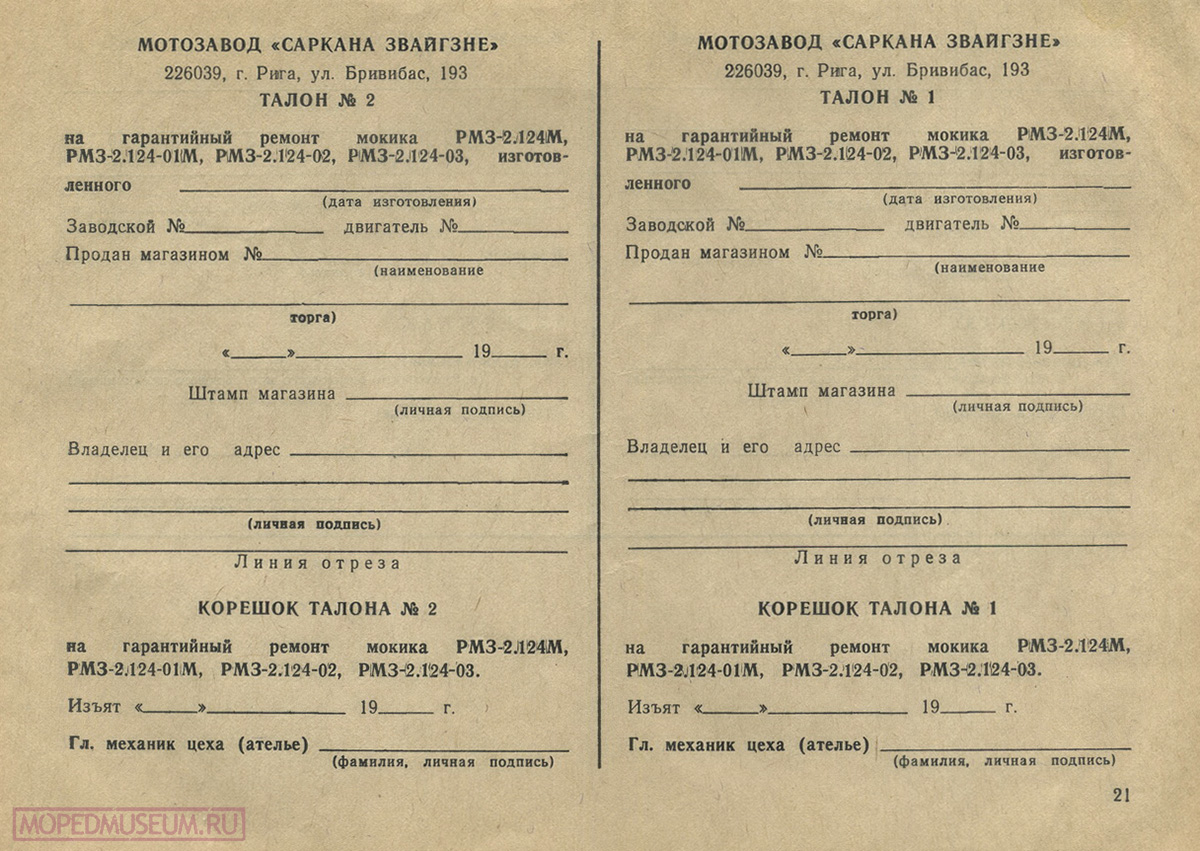 МОТОЗАВОД «САРКАНА ЗВАЙГЗНЕ»
226039, г. Рига, ул. Бривибас, 193
ТАЛОН № 2
на гарантийный ремонт мокика РМЗ-2.124М,
РМЗ-2.124-01М, РМЗ-2.124-02, РМЗ-2.124-03, изготов-
ленного
(дата изготовления)
Заводской № двигатель №
Продан магазином №
(наименование
торга)
« » 19 г.
Штамп магазина
(личная подпись)
Владелец и его адрес
(личная подпись)
Линия отреза
КОРЕШОК ТАЛОНА № 2
на гарантийный ремонт мокика РМЗ-2.124М,
РМЗ-2.124-01М, РМЗ-2.124-02, РМЗ-2.124-03.
Изъят « » 19 г.
Гл. механик цеха (ателье)
(фамилия, личная подпись)
МОТОЗАВОД «САРКАНА ЗВАЙГЗНЕ»
226039, г. Рига, ул. Бривибас, 193
ТАЛОН № 1
на гарантийный ремонт мокика РМЗ-2.124М,
РМЗ-2.124-01М, РМЗ-2.124-02, РМЗ-2.124-03, изготов-
ленного
(дата изготовления)
Заводской № двигатель №
Продан магазином №
(наименование
торга)
« » 19 г.
Штамп магазина
(личная подпись)
Владелец и его адрес
(личная подпись)
Линия отреза
КОРЕШОК ТАЛОНА № 1
на гарантийный ремонт мокика РМЗ-2.124М,
РМЗ-2.124-01М, РМЗ-2.124-02, РМЗ-2.124-03.
Изъят « » 19 г.
Гл. механик цеха (ателье)
(фамилия, личная подпись)
21
MOPEDMUSEUM.RU